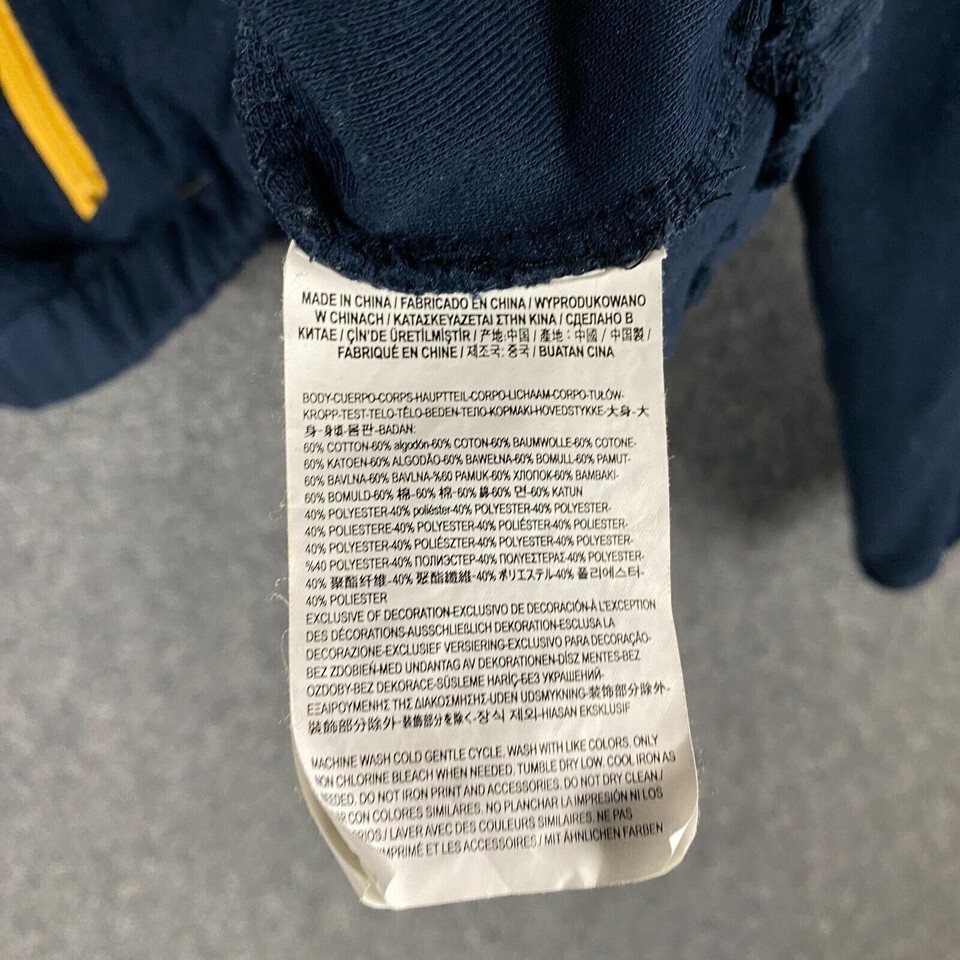 MADE IN CHINA / FABRICADO EN CHINA / WYPRODUKOWANO
W CHINACH / ΚΑΤΑΣΚΕΥΑΖΕΤΑΙ ΣΤΗΝ ΚΙΝΑ / СДЕЛАНО В
КИТАЕ / ÇİN'DE ÜRETİLMİŞTİR / 产地:中国 / 產地:中國 / 中国製 /
FABRIQUÉ EN CHINE / 제조국: 중국 / BUATAN CINA
BODY-CUERPO-CORPS-HAUPTTEIL-CORPO-LICHAAM-CORPO-TUŁÓW-
KROPP-TEST-TELO-TĚLO-BEDEN-ТЕЛО-ΚΟΡΜΑΚΙ-HOVEDSTYKKE-大身-大
身-身頃-몸판-BADAN:
60% COTTON-60% algodón-60% COTON-60% BAUMWOLLE-60% COTONE-
60% KATOEN-60% ALGODÃO-60% BAWEŁNA-60% BOMULL-60% PAMUT-
60% BAVLNA-60% BAVLNA-%60 PAMUK-60% ХЛОПОК-60% ΒΑΜΒΑΚΙ-
60% BOMULD-60% 棉-60% 棉-60% 綿-60% 면-60% KATUN
40% POLYESTER-40% poliéster-40% POLYESTER-40% POLYESTER-
40% POLIESTERE-40% POLYESTER-40% POLIÉSTER-40% POLIESTER-
40% POLYESTER-40% POLIÉSZTER-40% POLYESTER-40% POLYESTER-
%40 POLYESTER-40% ПОЛИЭСТЕР-40% ΠΟΛΥΕΣΤΕΡΑΣ-40% POLYESTER-
40% 聚酯纤维-40% 聚酯纖維-40% ポリエステル-40% 폴리에스터-
40% POLIESTER
EXCLUSIVE OF DECORATION-EXCLUSIVO DE DECORACIÓN-À L'EXCEPTION
DES DÉCORATIONS-AUSSCHLIEßLICH DEKORATION-ESCLUSA LA
DECORAZIONE-EXCLUSIEF VERSIERING-EXCLUSIVO PARA DECORAÇÃO-
BEZ ZDOBIEŃ-MED UNDANTAG AV DEKORATIONEN-DÍSZ MENTES-BEZ
OZDOBY-BEZ DEKORACE-SÜSLEME HARİÇ-БЕЗ УКРАШЕНИЙ-
ΕΞΑΙΡΟΥΜΕΝΗΣ ΤΗΣ ΔΙΑΚΟΣΜΗΣΗΣ-UDEN UDSMYKNING-装饰部分除外-
裝飾部分除外-装飾部分を除く-장식 제외-HIASAN EKSKLUSIF
MACHINE WASH COLD GENTLE CYCLE. WASH WITH LIKE COLORS. ONLY
NON CHLORINE BLEACH WHEN NEEDED. TUMBLE DRY LOW. COOL IRON AS
NEEDED. DO NOT IRON PRINT AND ACCESSORIES. DO NOT DRY CLEAN /
CON COLORES SIMILARES. NO PLANCHAR LA IMPRESIÓN NI LOS
/ LAVER AVEC DES COULEURS SIMILAIRES. NE PAS
ET LES ACCESSOIRES / MIT ÄHNLICHEN FARBEN